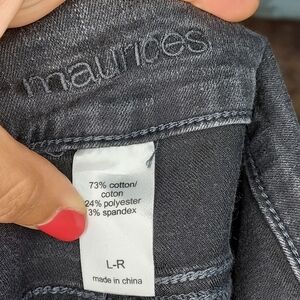 maurices
73% cotton/
coton
24% polyester
3% spandex
L-R
made in china